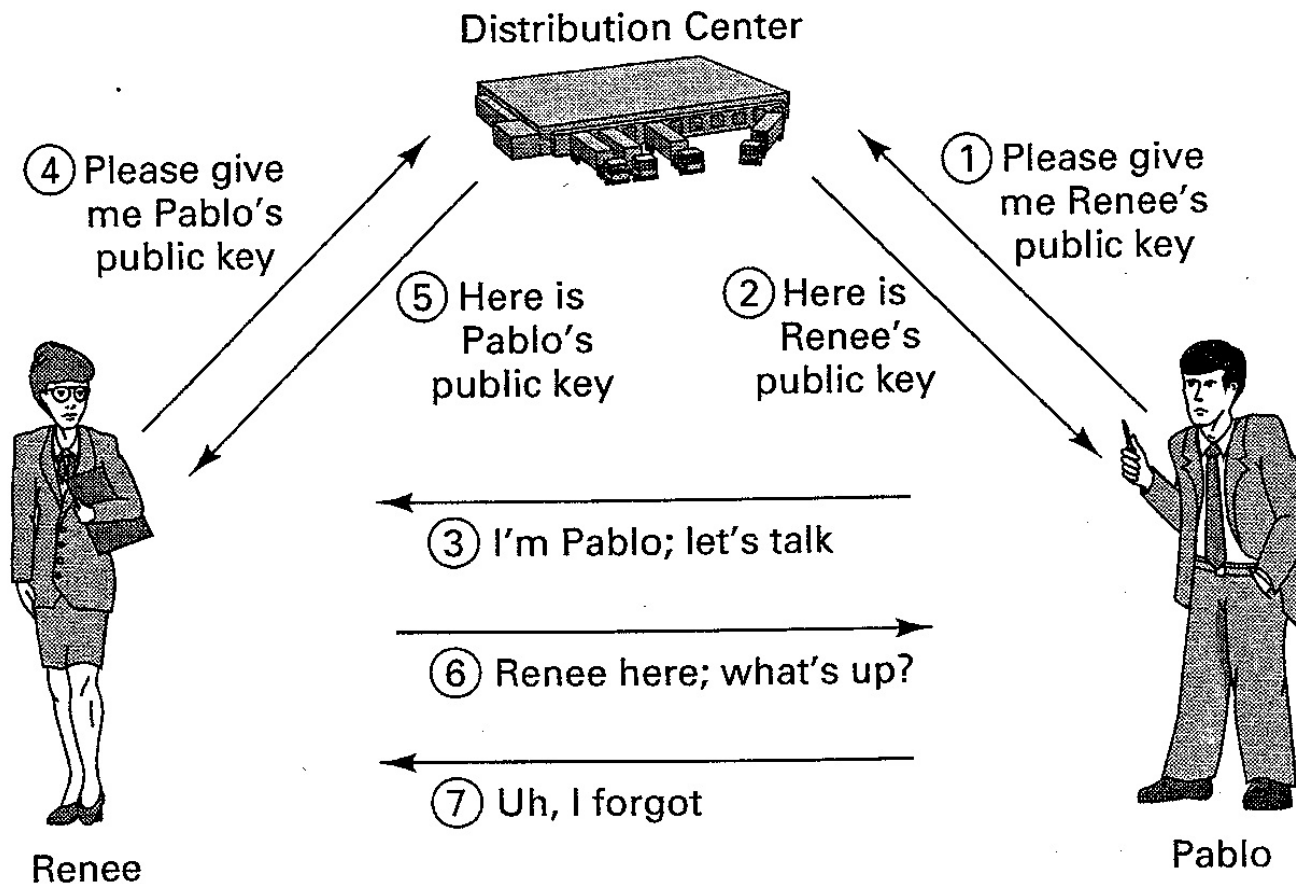 Distribution Center
④ Please give
me Pablo's
public key
① Please give
me Renee's
public key
⑤ Here is
Pablo's
public key
② Here is
Renee's
public key
③ I'm Pablo; let's talk
⑥ Renee here; what's up?
⑦ Uh, I forgot
Renee
Pablo